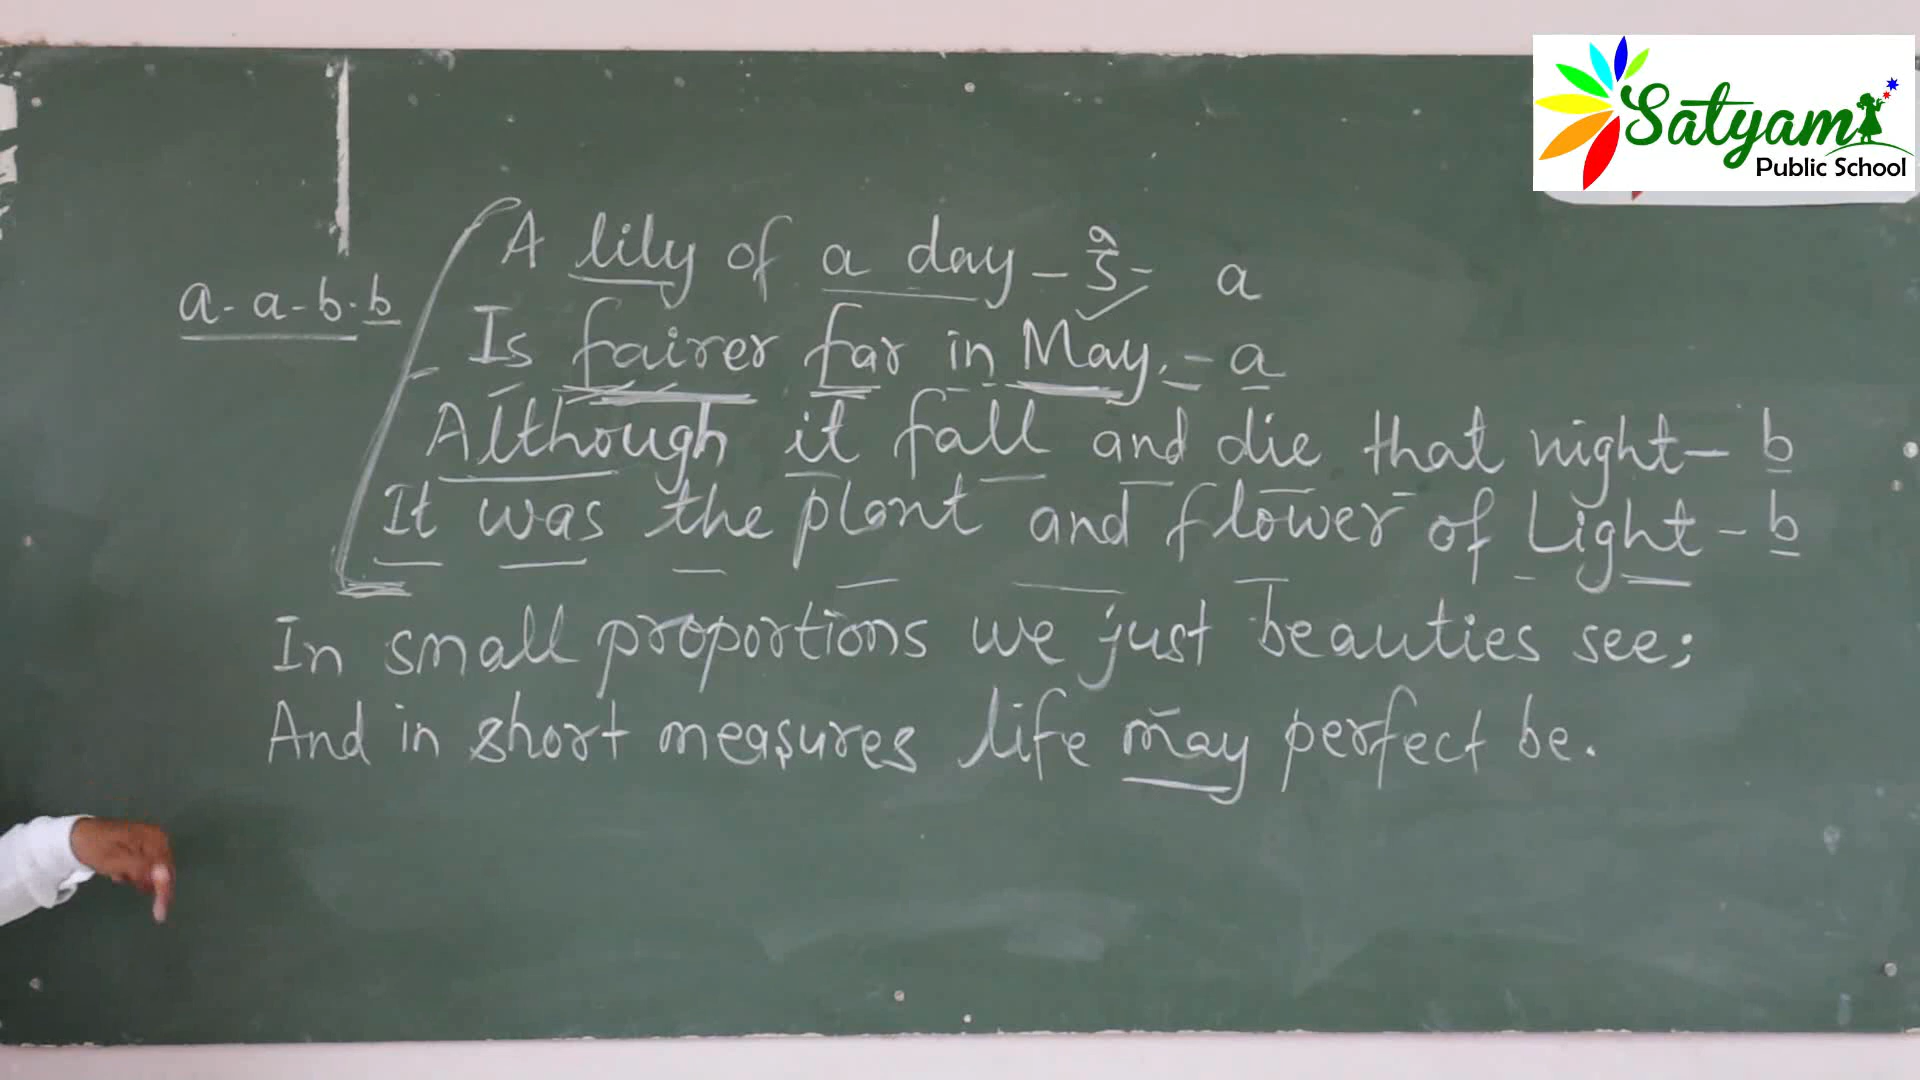 Satyam
Public School
A lily of a day - a
a-a-b-b
Is fairer far in May. - a
Although it fall and die that night - b
It was the plant and flower of Light - b
In small proportions we just beauties see;
And in short measures life may perfect be.